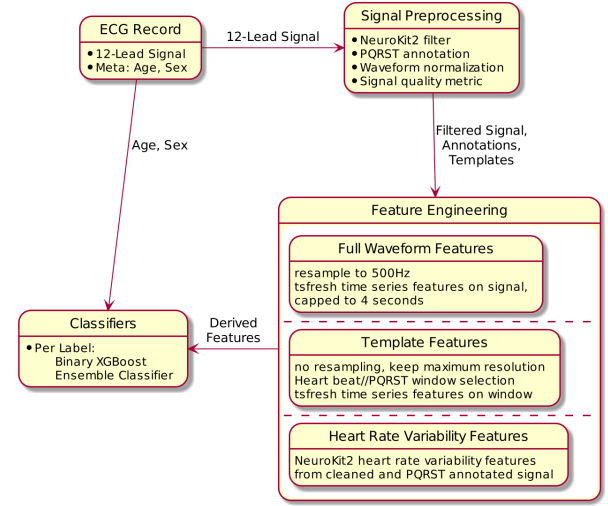 ECG Record
12-Lead Signal
Meta: Age, Sex
12-Lead Signal
Signal Preprocessing
NeuroKit2 filter
PQRST annotation
Waveform normalization
Signal quality metric
Age, Sex
Filtered Signal,
Annotations,
Templates
Feature Engineering
Full Waveform Features
resample to 500Hz
tsfresh time series features on signal,
capped to 4 seconds
Template Features
no resampling, keep maximum resolution
Heart beat//PQRST window selection
tsfresh time series features on window
Heart Rate Variability Features
NeuroKit2 heart rate variability features
from cleaned and PQRST annotated signal
Derived
Features
Classifiers
Per Label:
Binary XGBoost
Ensemble Classifier